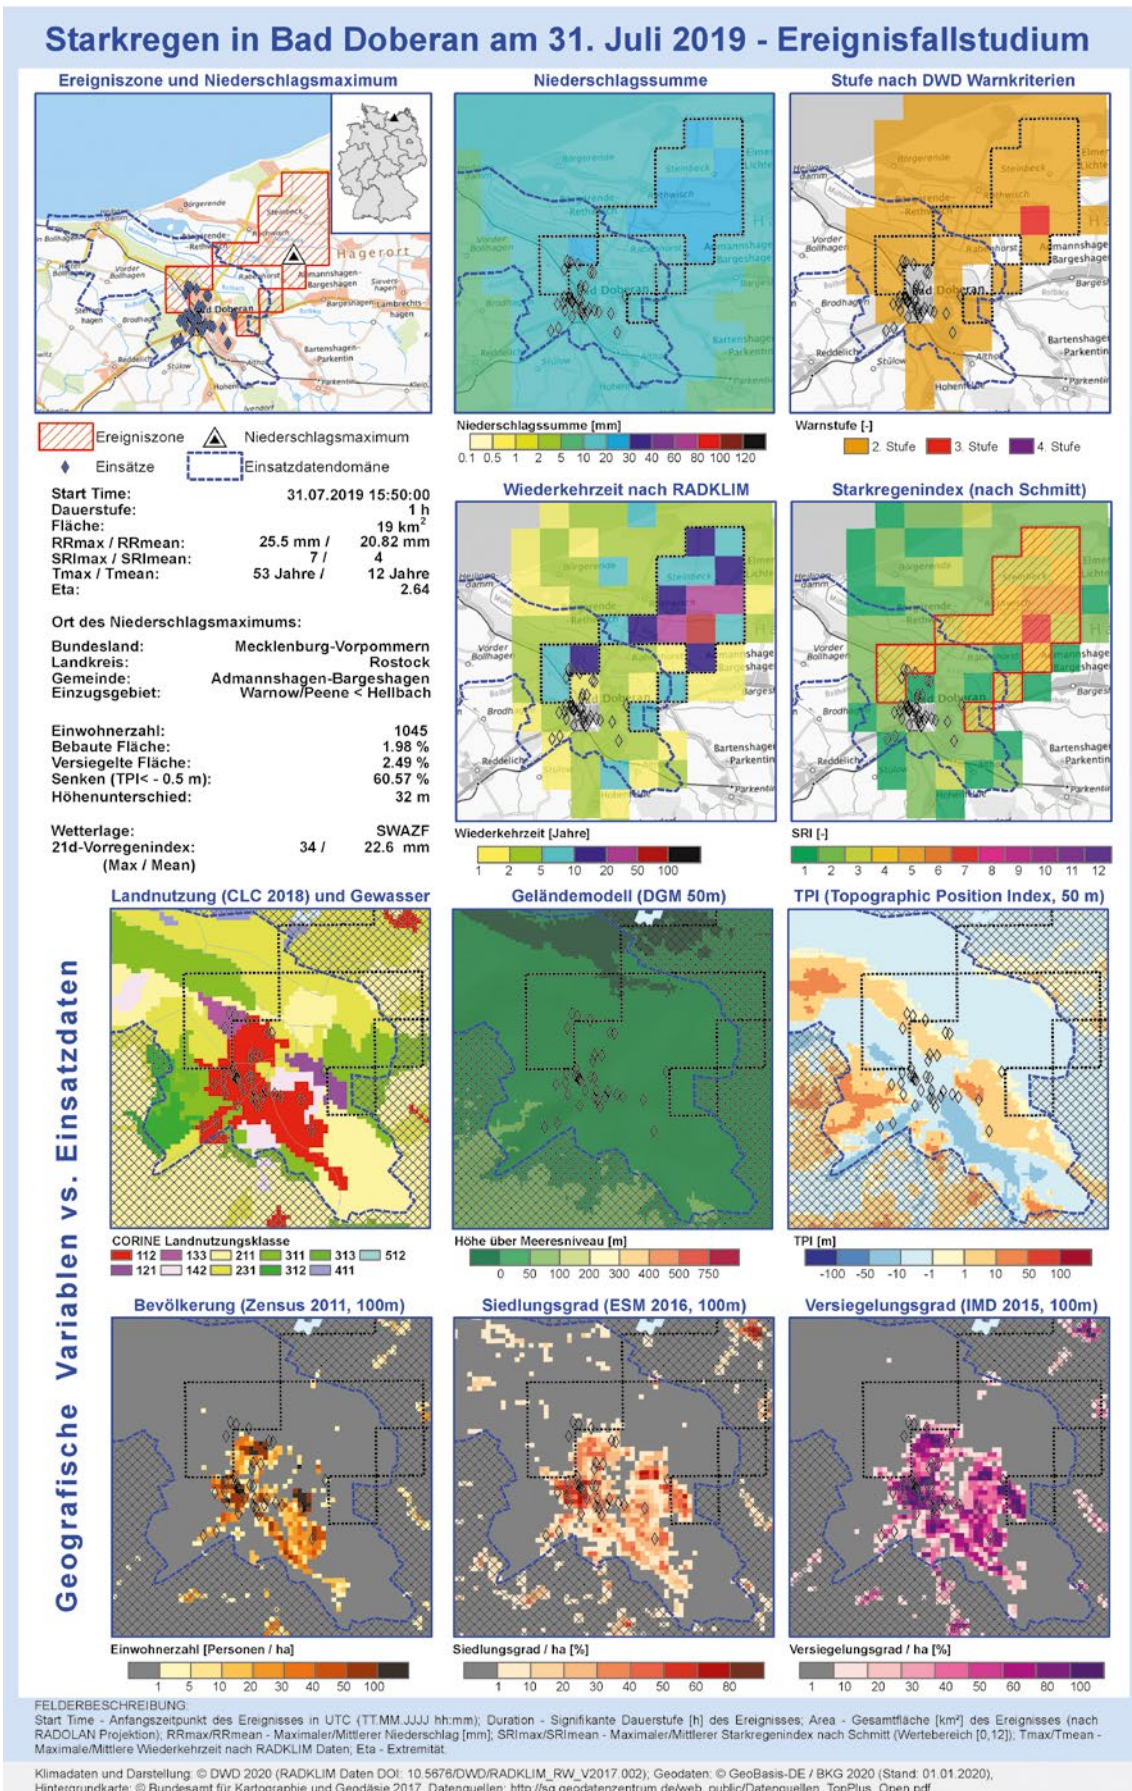 Starkregen in Bad Doberan am 31. Juli 2019 - Ereignisfallstudium
Ereigniszone und Niederschlagsmaximum
Niederschlagssumme
Stufe nach DWD Warnkriterien
Ereigniszone
Niederschlagsmaximum
Einsätze
Einsatzdatendomäne
Niederschlagssumme [mm]
0.1 0.5 1 2 5 10 20 30 40 60 80 100 120
Warnstufe [-]
2. Stufe 3. Stufe 4. Stufe
Start Time: 31.07.2019 15:50:00
Dauerstufe: 1 h
Fläche: 19 km²
RRmax / RRmean: 25.5 mm / 20.82 mm
SRImax / SRImean: 7 / 4
Tmax / Tmean: 53 Jahre / 12 Jahre
Eta: 2.64
Ort des Niederschlagsmaximums:
Bundesland: Mecklenburg-Vorpommern
Landkreis: Rostock
Gemeinde: Admannshagen-Bargeshagen
Einzugsgebiet: Warnow/Peene < Hellbach
Einwohnerzahl: 1045
Bebaute Fläche: 1.98 %
Versiegelte Fläche: 2.49 %
Senken (TPI< - 0.5 m): 60.57 %
Höhenunterschied: 32 m
Wetterlage: SWAZF
21d-Vorregenindex: 34 / 22.6 mm
(Max / Mean)
Wiederkehrzeit nach RADKLIM
Starkregenindex (nach Schmitt)
Wiederkehrzeit [Jahre]
1 2 5 10 20 50 100
SRI [-]
1 2 3 4 5 6 7 8 9 10 11 12
Geografische Variablen vs. Einsatzdaten
Landnutzung (CLC 2018) und Gewasser
Geländemodell (DGM 50m)
TPI (Topographic Position Index, 50 m)
CORINE Landnutzungsklasse
112 133 211 311 313 512
121 142 231 312 411
Höhe über Meeresniveau [m]
0 50 100 200 300 400 500 750
TPI [m]
-100 -50 -10 -1 1 10 50 100
Bevölkerung (Zensus 2011, 100m)
Siedlungsgrad (ESM 2016, 100m)
Versiegelungsgrad (IMD 2015, 100m)
Einwohnerzahl [Personen / ha]
1 5 10 20 30 40 50 100
Siedlungsgrad / ha [%]
1 10 20 30 40 50 60 80
Versiegelungsgrad / ha [%]
10 20 30 40 50 60 80 100
FELDERBESCHREIBUNG:
Start Time - Anfangszeitpunkt des Ereignisses in UTC (TT.MM.JJJJ hh:mm); Duration - Signifikante Dauerstufe [h] des Ereignisses; Area - Gesamtfläche [km²] des Ereignisses (nach
RADOLAN Projektion); RRmax/RRmean - Maximaler/Mittlerer Niederschlag [mm]; SRImax/SRImean - Maximaler/Mittlerer Starkregenindex nach Schmitt (Wertebereich [0,12]); Tmax/Tmean -
Maximale/Mittlere Wiederkehrzeit nach RADKLIM Daten; Eta - Extremität
Klimadaten und Darstellung: © DWD 2020 (RADKLIM Daten DOI: 10.5676/DWD/RADKLIM_RW_V2017.002); Geodaten: © GeoBasis-DE / BKG 2020 (Stand: 01.01.2020),
Hintergrundkarte: © Bundesamt für Kartographie und Geodäsie 2017, Datenquellen: http://sg.geodatenzentrum.de/web_public/Datenquellen_TopPlus_Open.pdf